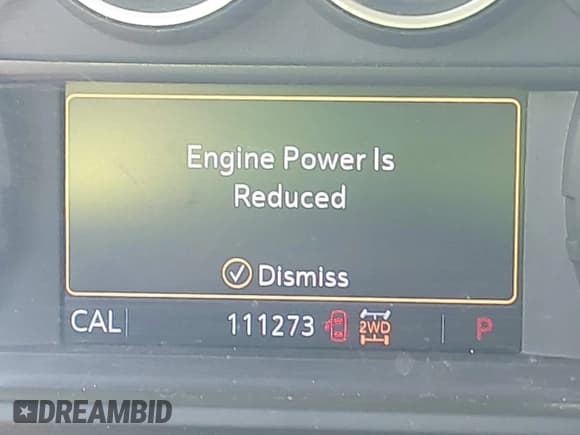 Engine Power Is
Reduced
Dismiss
CAL 111273 2WD P
DREAMBID